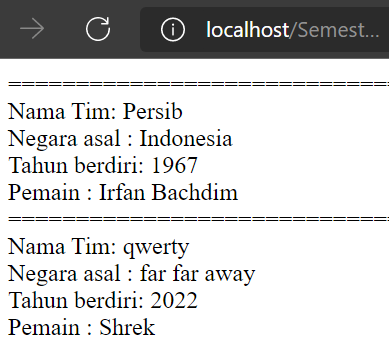 localhost/Semest...
==============================
Nama Tim: Persib
Negara asal : Indonesia
Tahun berdiri: 1967
Pemain : Irfan Bachdim
==============================
Nama Tim: qwerty
Negara asal : far far away
Tahun berdiri: 2022
Pemain : Shrek